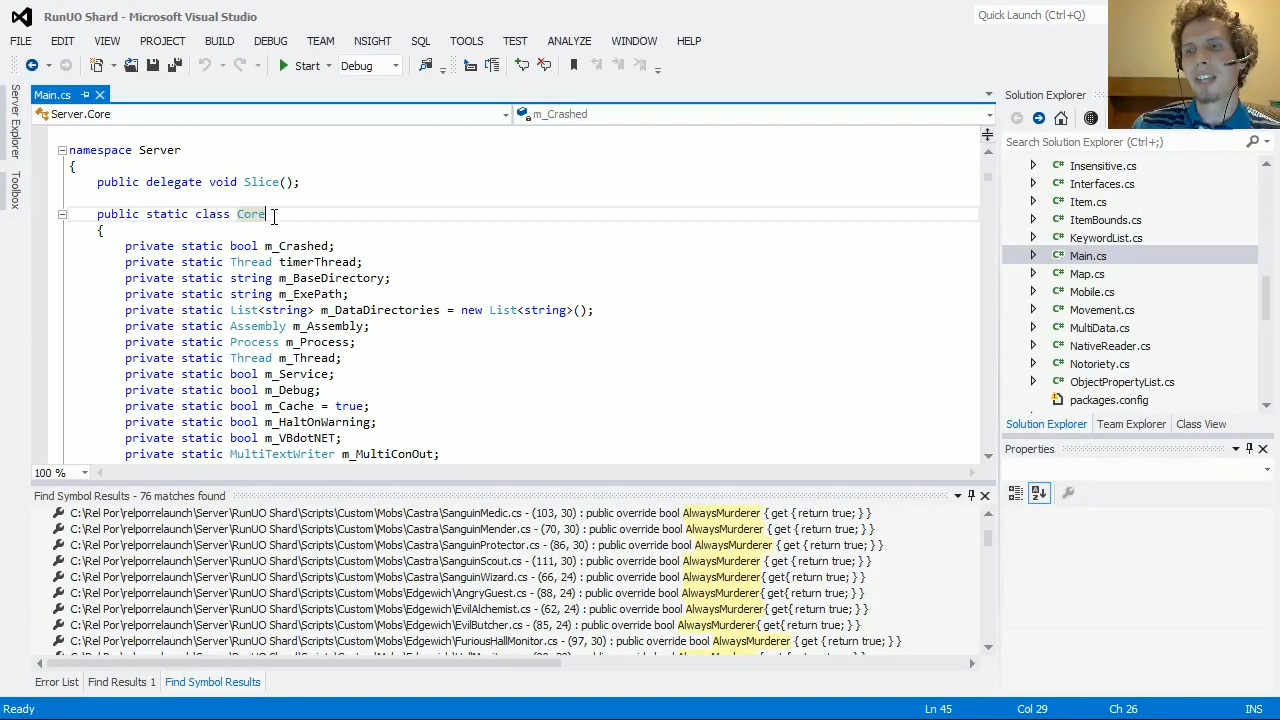 RunUO Shard - Microsoft Visual Studio
Quick Launch (Ctrl+Q)
FILE EDIT VIEW PROJECT BUILD DEBUG TEAM NSIGHT SQL TOOLS TEST ANALYZE WINDOW HELP
Start Debug
Server Explorer
Toolbox
Main.cs
Server.Core
m_Crashed
namespace Server
{
public delegate void Slice();
public static class Core
{
private static bool m_Crashed;
private static Thread timerThread;
private static string m_BaseDirectory;
private static string m_ExePath;
private static List<string> m_DataDirectories = new List<string>();
private static Assembly m_Assembly;
private static Process m_Process;
private static Thread m_Thread;
private static bool m_Service;
private static bool m_Debug;
private static bool m_Cache = true;
private static bool m_HaltOnWarning;
private static bool m_VBdotNET;
private static MultiTextWriter m_MultiConOut;
100 %
Find Symbol Results - 76 matches found
C:\Rel Por\relporrelaunch\Server\RunUO Shard\Scripts\Custom\Mobs\Castra\SanguinMedic.cs - (103, 30) : public override bool AlwaysMurderer { get { return true; } }
C:\Rel Por\relporrelaunch\Server\RunUO Shard\Scripts\Custom\Mobs\Castra\SanguinMender.cs - (70, 30) : public override bool AlwaysMurderer { get { return true; } }
C:\Rel Por\relporrelaunch\Server\RunUO Shard\Scripts\Custom\Mobs\Castra\SanguinProtector.cs - (86, 30) : public override bool AlwaysMurderer { get { return true; } }
C:\Rel Por\relporrelaunch\Server\RunUO Shard\Scripts\Custom\Mobs\Castra\SanguinScout.cs - (111, 30) : public override bool AlwaysMurderer { get { return true; } }
C:\Rel Por\relporrelaunch\Server\RunUO Shard\Scripts\Custom\Mobs\Castra\SanguinWizard.cs - (66, 24) : public override bool AlwaysMurderer{ get{ return true; } }
C:\Rel Por\relporrelaunch\Server\RunUO Shard\Scripts\Custom\Mobs\Edgewich\AngryGuest.cs - (88, 24) : public override bool AlwaysMurderer{ get{ return true; } }
C:\Rel Por\relporrelaunch\Server\RunUO Shard\Scripts\Custom\Mobs\Edgewich\EvilAlchemist.cs - (62, 24) : public override bool AlwaysMurderer{ get{ return true; } }
C:\Rel Por\relporrelaunch\Server\RunUO Shard\Scripts\Custom\Mobs\Edgewich\EvilButcher.cs - (85, 24) : public override bool AlwaysMurderer{ get{ return true; } }
C:\Rel Por\relporrelaunch\Server\RunUO Shard\Scripts\Custom\Mobs\Edgewich\FuriousHallMonitor.cs - (97, 30) : public override bool AlwaysMurderer { get { return true; } }
Error List Find Results 1 Find Symbol Results
Solution Explorer
Search Solution Explorer (Ctrl+;)
Insensitive.cs
Interfaces.cs
Item.cs
ItemBounds.cs
KeywordList.cs
Main.cs
Map.cs
Mobile.cs
Movement.cs
MultiData.cs
NativeReader.cs
Notoriety.cs
ObjectPropertyList.cs
packages.config
Solution Explorer Team Explorer Class View
Properties
Ready Ln 45 Col 29 Ch 26 INS